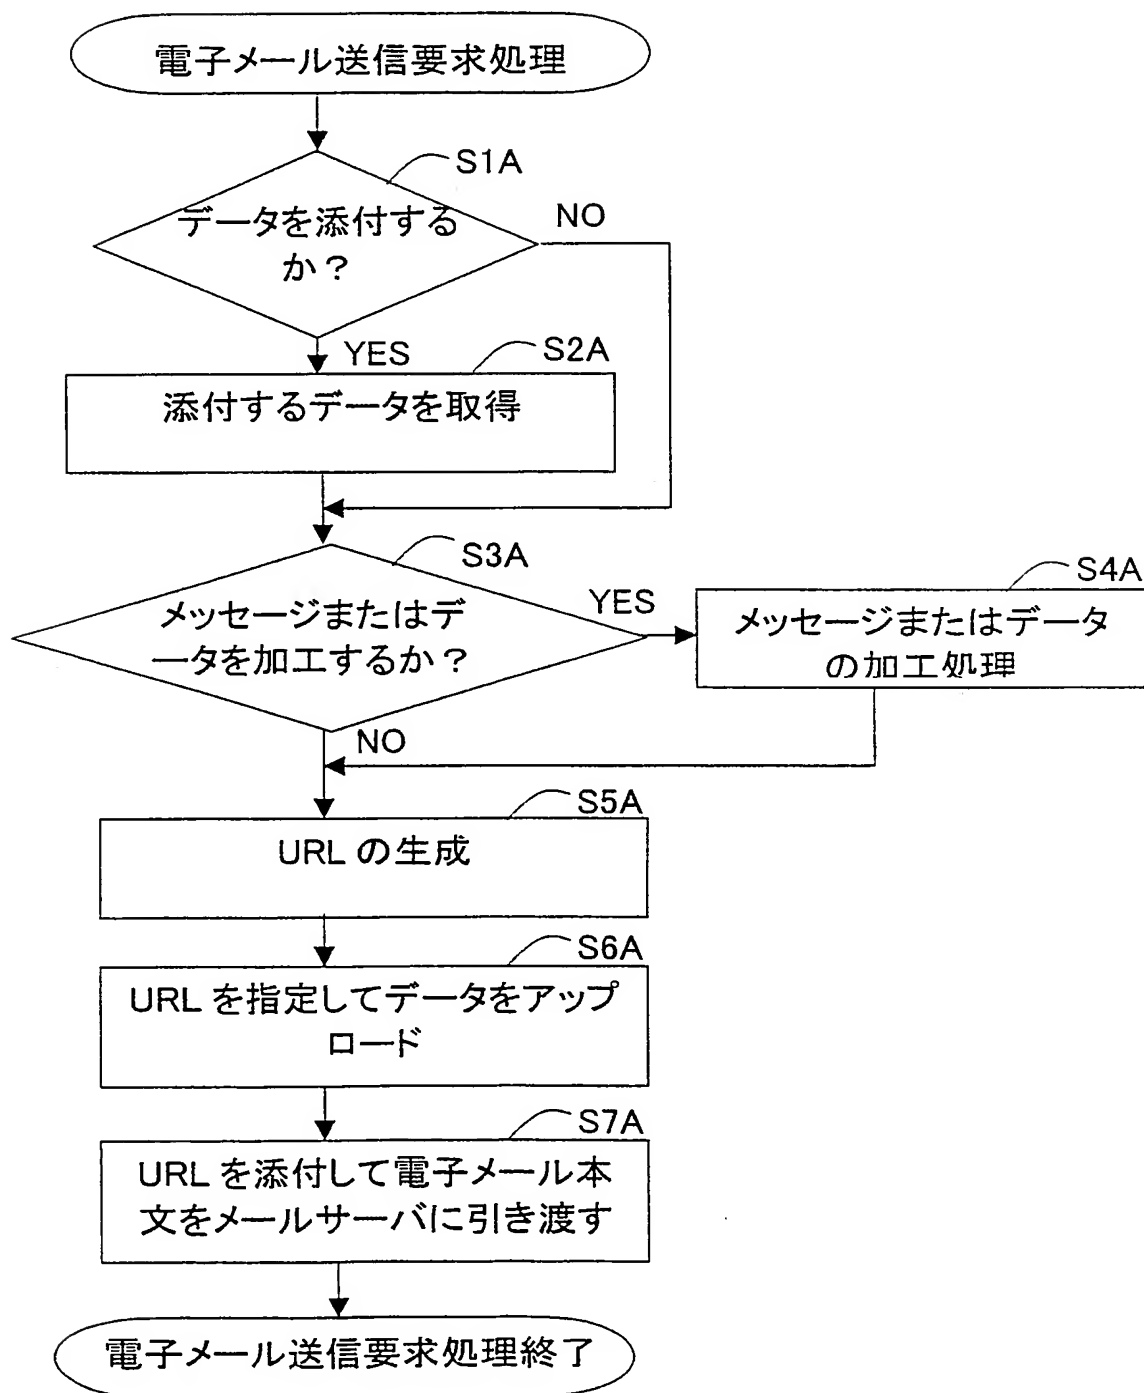 電子メール送信要求処理
S1A
データを添付する
か？
NO
YES
S2A
添付するデータを取得
S3A
メッセージまたはデ
ータを加工するか？
YES
S4A
メッセージまたはデータ
の加工処理
NO
S5A
URL の生成
S6A
URL を指定してデータをアップ
ロード
S7A
URL を添付して電子メール本
文をメールサーバに引き渡す
電子メール送信要求処理終了